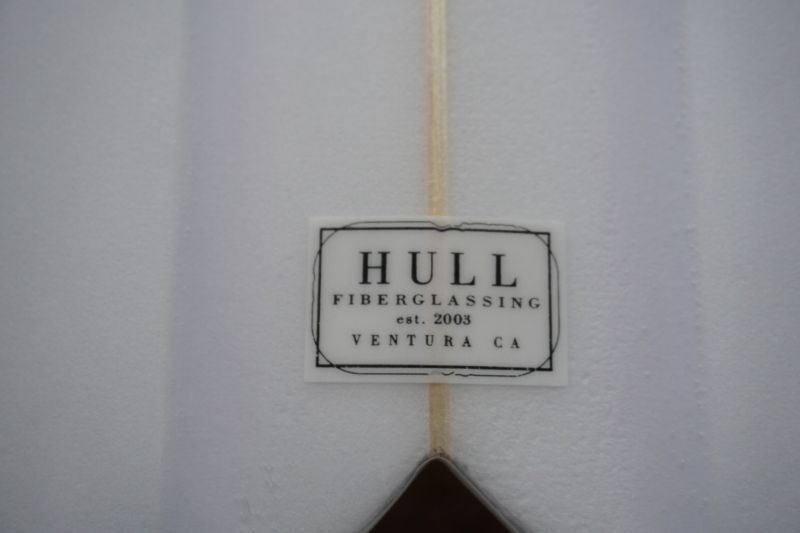 HULL
FIBERGLASSING
est. 2003
VENTURA CA